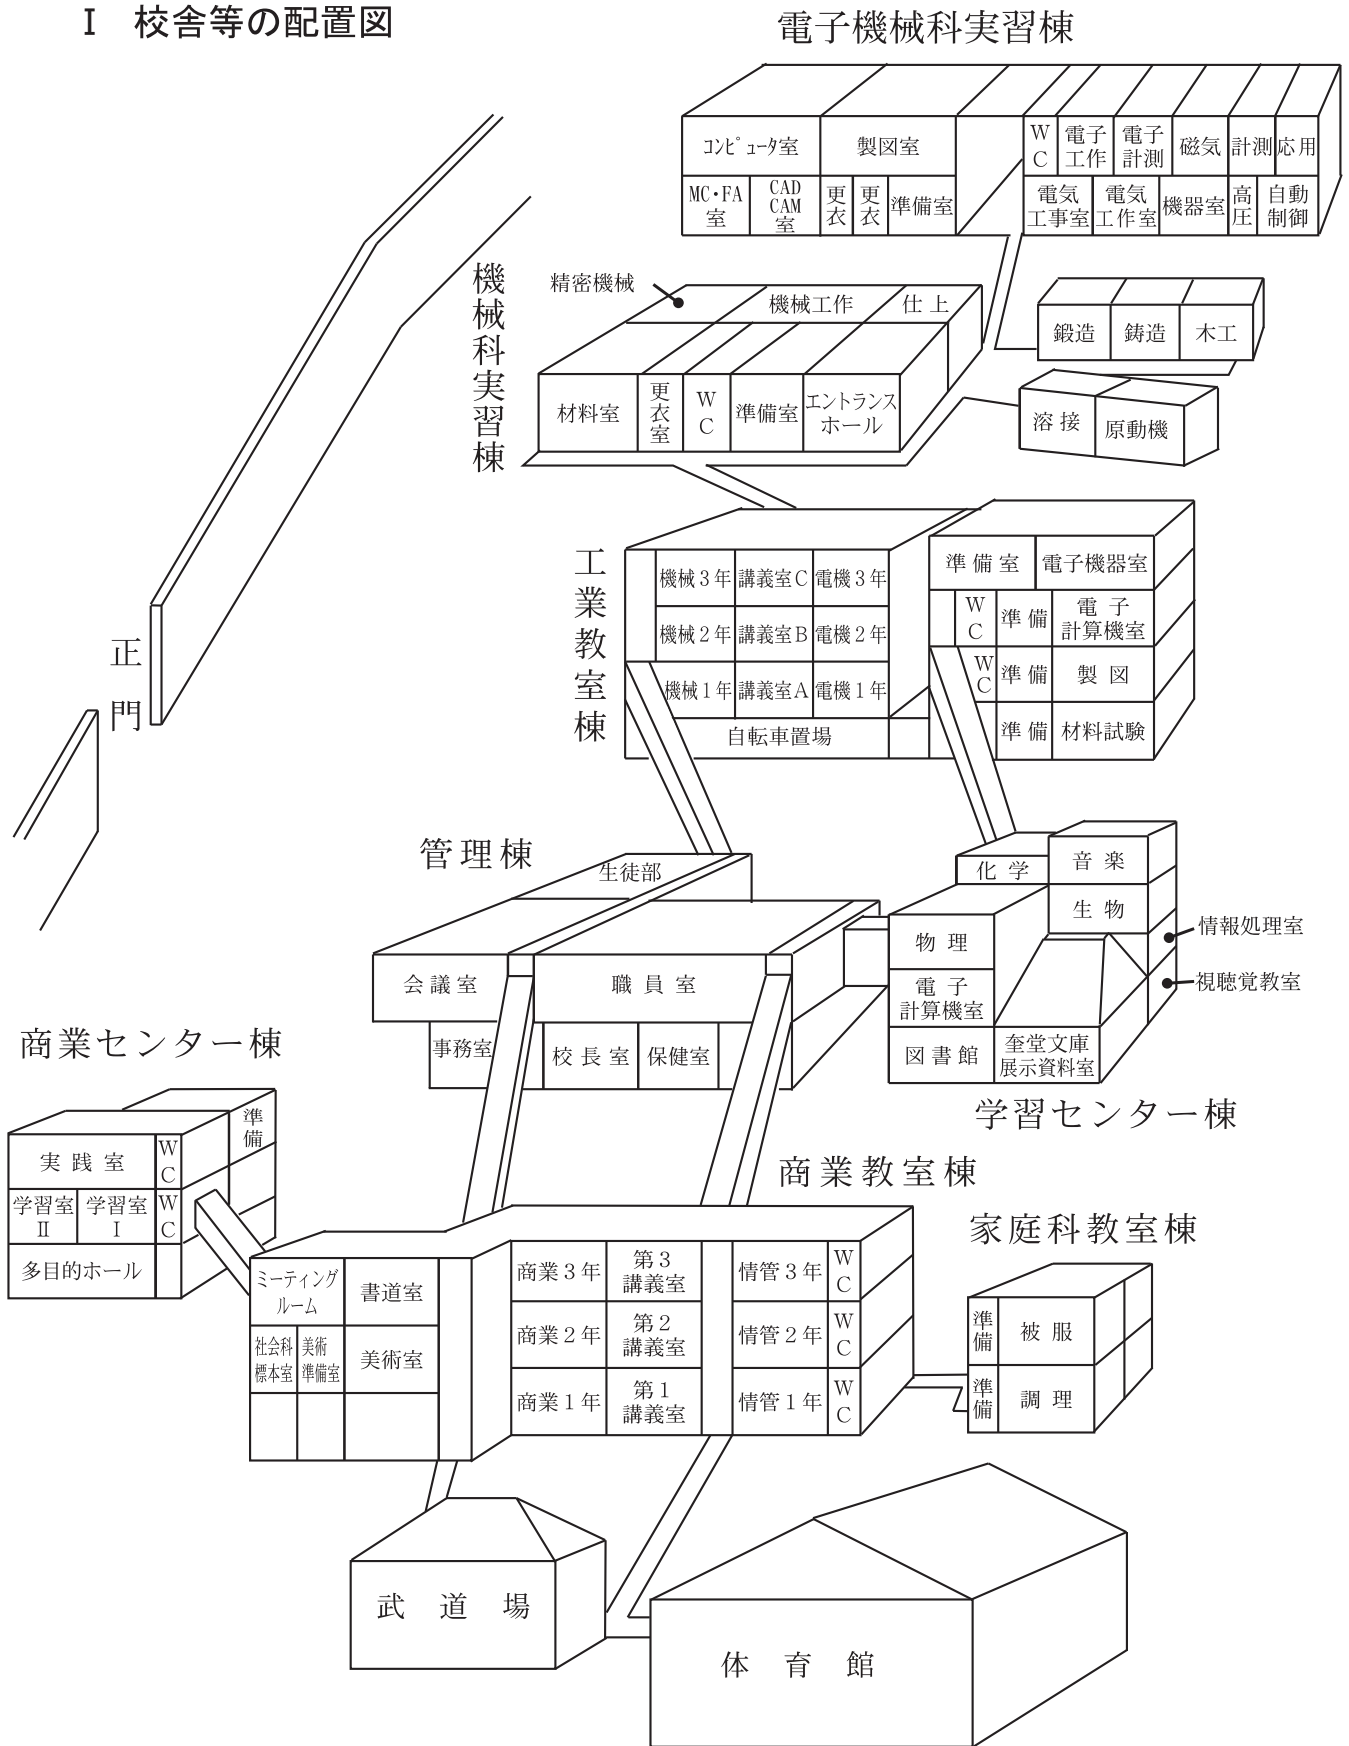 Ⅰ 校舎等の配置図
電子機械科実習棟
コンピュータ室
製図室
WC
電子
工作
電子
計測
磁気
計測
応用
MC・FA
室
CAD
CAM
室
更衣
更衣
準備室
電気
工事室
電気
工作室
機器室
高圧
自動
制御
機械科実習棟
精密機械
機械工作
仕上
材料室
更衣室
WC
準備室
エントランス
ホール
鍛造
鋳造
木工
溶接
原動機
正門
工業教室棟
機械3年
講義室C
電機3年
機械2年
講義室B
電機2年
機械1年
講義室A
電機1年
自転車置場
準備室
電子機器室
WC
準備
電子
計算機室
WC
準備
製図
準備
材料試験
管理棟
生徒部
会議室
職員室
事務室
校長室
保健室
化学
音楽
生物
物理
電子
計算機室
図書館
奎堂文庫
展示資料室
情報処理室
視聴覚教室
学習センター棟
商業センター棟
準備
実践室
WC
学習室
Ⅱ
学習室
Ⅰ
WC
多目的ホール
商業教室棟
ミーティング
ルーム
書道室
社会科
標本室
美術
準備室
美術室
商業3年
第3
講義室
情管3年
WC
商業2年
第2
講義室
情管2年
WC
商業1年
第1
講義室
情管1年
WC
家庭科教室棟
準備
被服
準備
調理
武道場
体育館